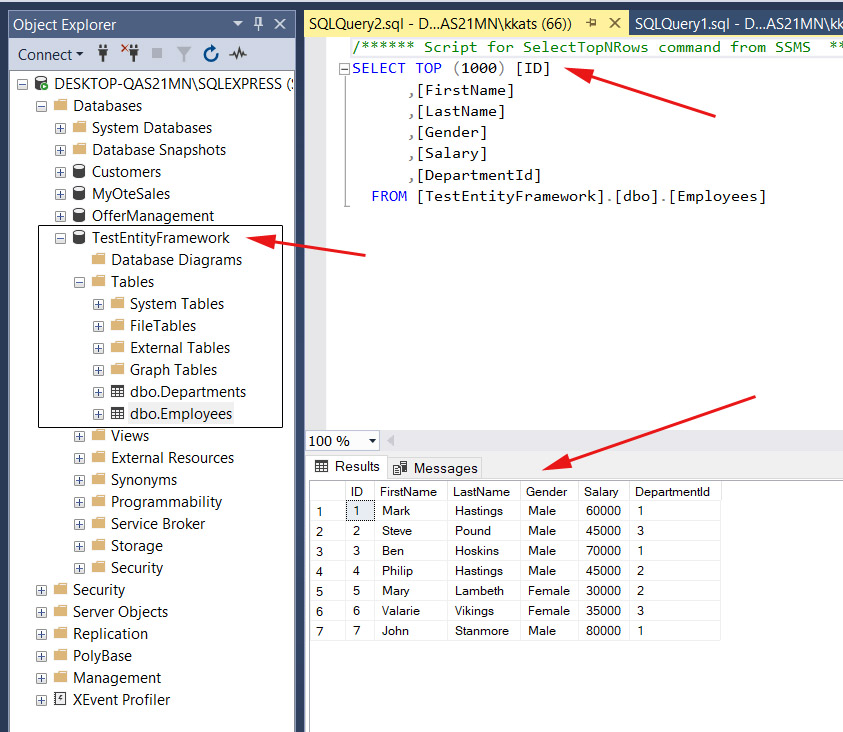 Object Explorer
Connect
DESKTOP-QAS21MN\SQLEXPRESS (S
Databases
System Databases
Database Snapshots
Customers
MyOteSales
OfferManagement
TestEntityFramework
Database Diagrams
Tables
System Tables
FileTables
External Tables
Graph Tables
dbo.Departments
dbo.Employees
Views
External Resources
Synonyms
Programmability
Service Broker
Storage
Security
Security
Server Objects
Replication
PolyBase
Management
XEvent Profiler
SQLQuery2.sql - D...AS21MN\kkats (66)) SQLQuery1.sql - D...AS21MN\kk
/****** Script for SelectTopNRows command from SSMS **
SELECT TOP (1000) [ID]
,[FirstName]
,[LastName]
,[Gender]
,[Salary]
,[DepartmentId]
FROM [TestEntityFramework].[dbo].[Employees]
100 %
Results Messages
ID FirstName LastName Gender Salary DepartmentId
1 1 Mark Hastings Male 60000 1
2 2 Steve Pound Male 45000 3
3 3 Ben Hoskins Male 70000 1
4 4 Philip Hastings Male 45000 2
5 5 Mary Lambeth Female 30000 2
6 6 Valarie Vikings Female 35000 3
7 7 John Stanmore Male 80000 1